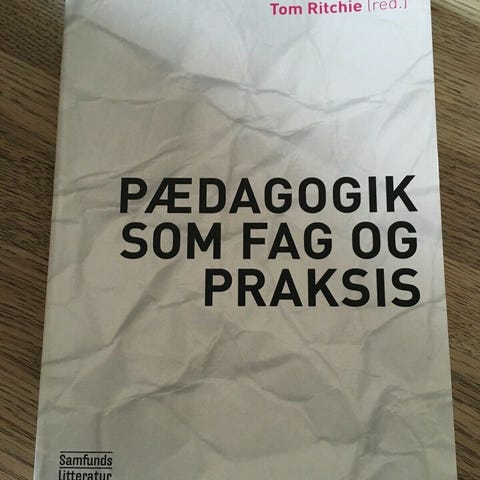 Tom Ritchie (red.)
PÆDAGOGIK
SOM FAG OG
PRAKSIS
Samfunds
Litteratur